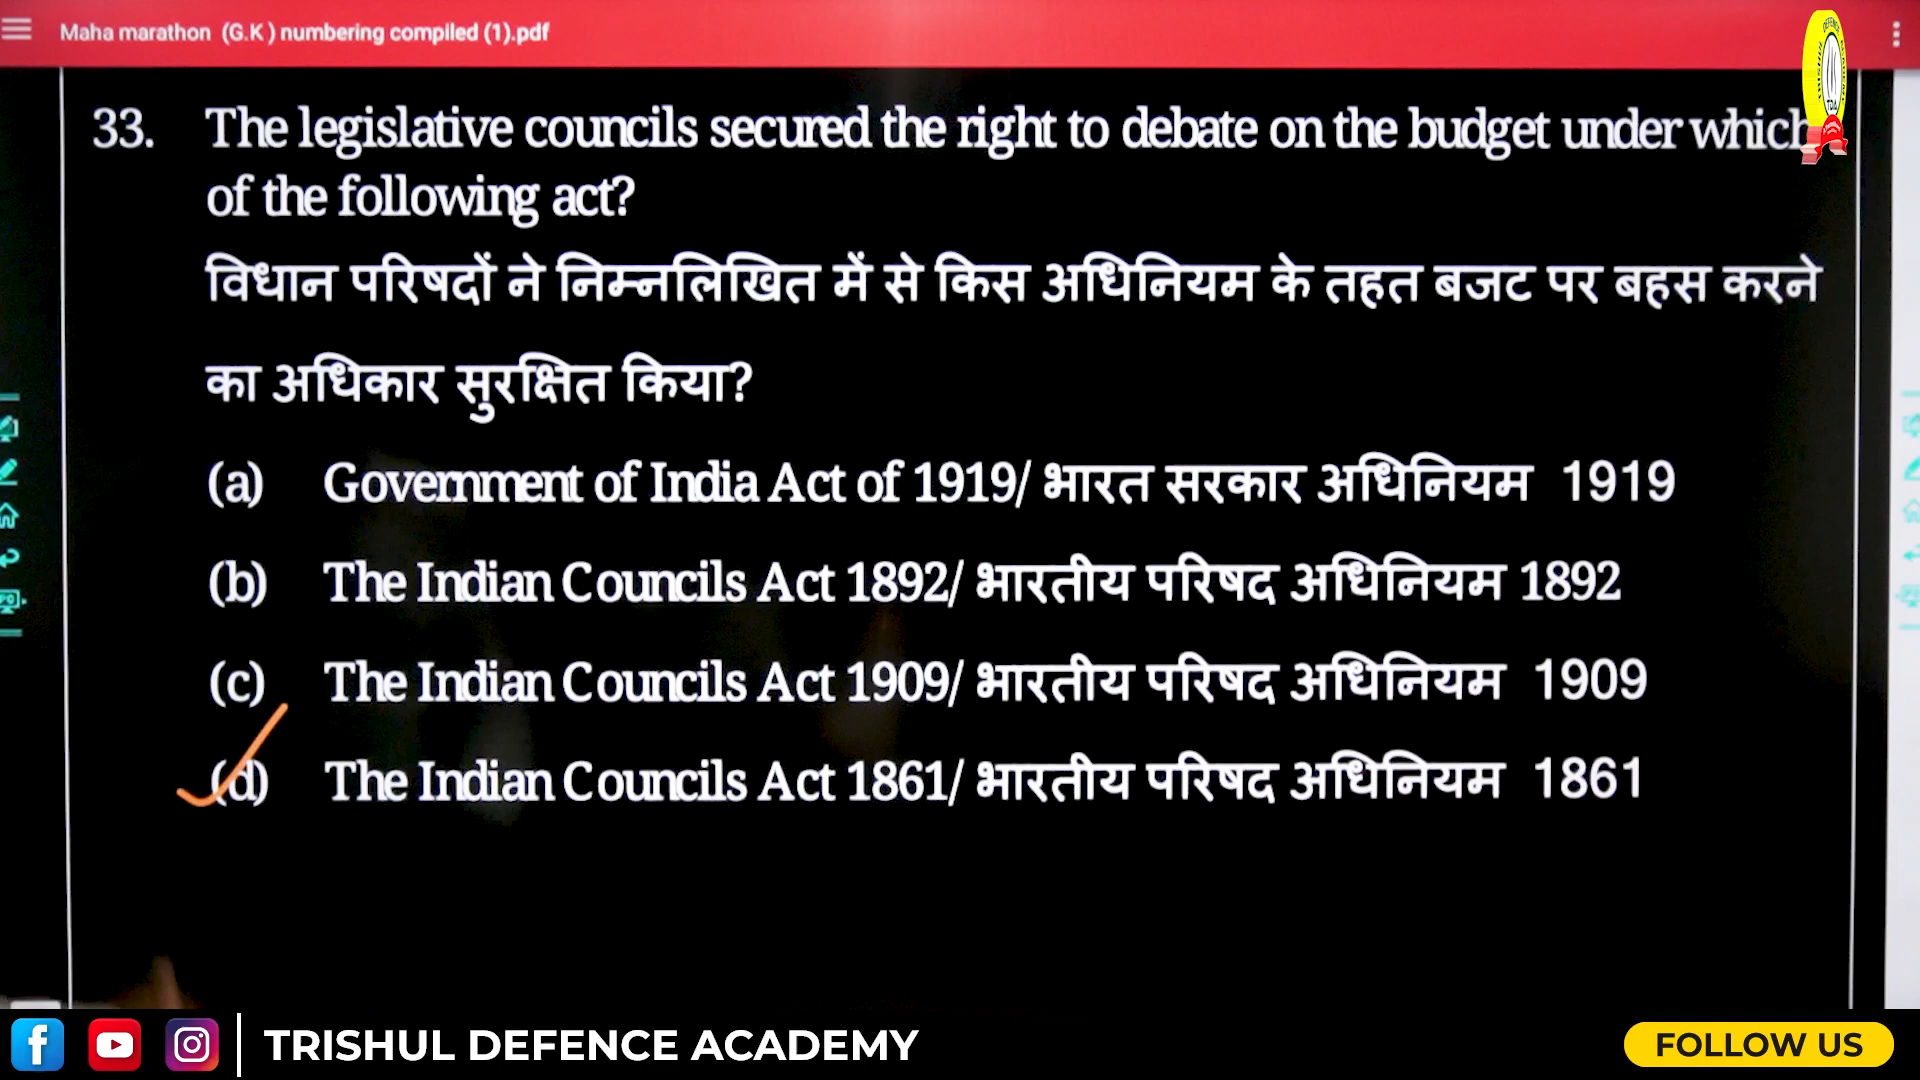 Maha marathon (G.K) numbering compiled (1).pdf
33. The legislative councils secured the right to debate on the budget under which
of the following act?
विधान परिषदों ने निम्नलिखित में से किस अधिनियम के तहत बजट पर बहस करने
का अधिकार सुरक्षित किया?
(a) Government of India Act of 1919/ भारत सरकार अधिनियम 1919
(b) The Indian Councils Act 1892/ भारतीय परिषद अधिनियम 1892
(c) The Indian Councils Act 1909/ भारतीय परिषद अधिनियम 1909
(d) The Indian Councils Act 1861/ भारतीय परिषद अधिनियम 1861
TRISHUL DEFENCE ACADEMY
FOLLOW US